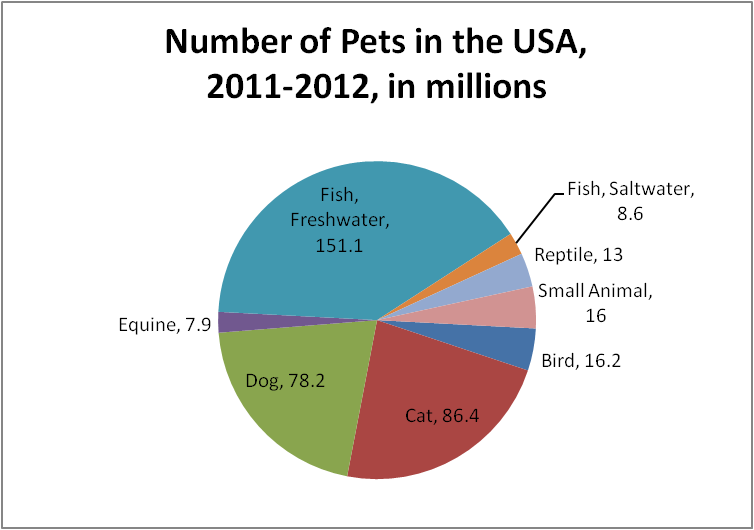 Number of Pets in the USA,
2011-2012, in millions
Fish,
Freshwater,
151.1
Fish, Saltwater,
8.6
Reptile, 13
Small Animal,
16
Equine, 7.9
Bird, 16.2
Dog, 78.2
Cat, 86.4